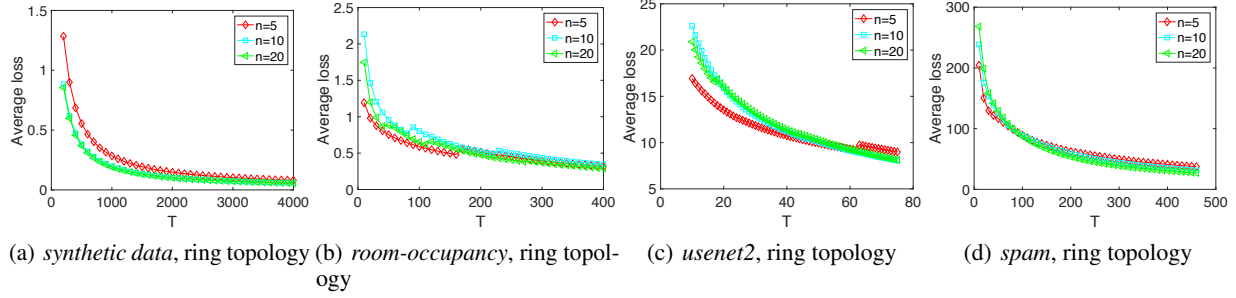 1.5
1
0.5
0
0 1000 2000 3000 4000
Average loss
T
n=5
n=10
n=20
2.5
2
1.5
1
0.5
0
0 100 200 300 400
Average loss
T
n=5
n=10
n=20
25
20
15
10
5
0 20 40 60 80
Average loss
T
n=5
n=10
n=20
300
200
100
0
0 100 200 300 400 500
Average loss
T
n=5
n=10
n=20
(a) synthetic data, ring topology
(b) room-occupancy, ring topol-
ogy
(c) usenet2, ring topology
(d) spam, ring topology